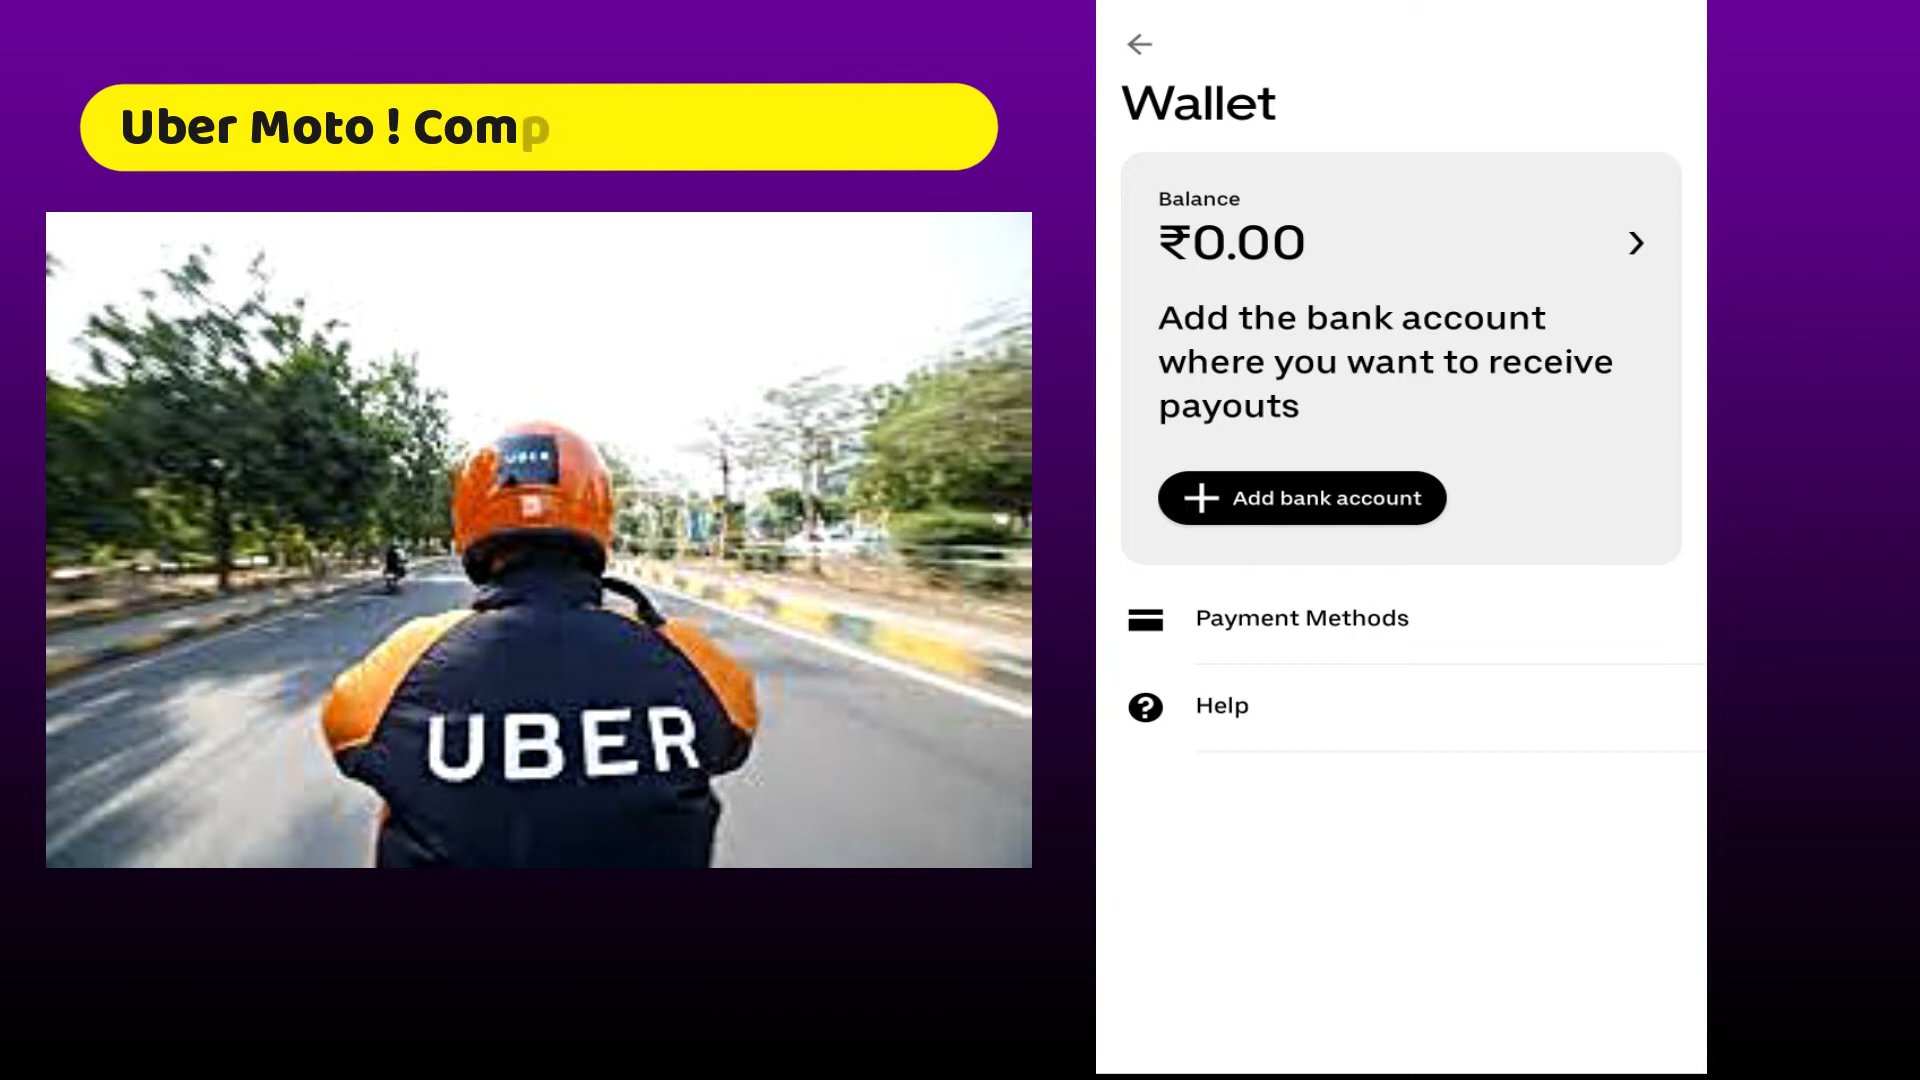 Uber Moto ! Comp
UBER
UBER
Wallet
Balance
₹0.00
Add the bank account
where you want to receive
payouts
Add bank account
Payment Methods
Help